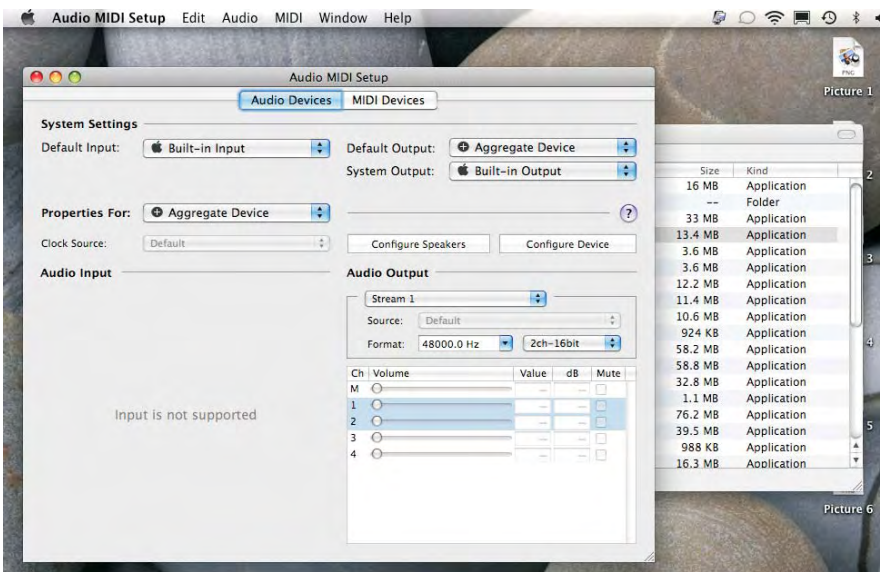 Audio MIDI Setup Edit Audio MIDI Window Help
PNG
Picture 1
Audio MIDI Setup
Audio Devices MIDI Devices
System Settings
Default Input: Built-in Input
Default Output: Aggregate Device
System Output: Built-in Output
Properties For: Aggregate Device ?
Clock Source: Default
Configure Speakers Configure Device
Audio Input
Audio Output
Stream 1
Source: Default
Format: 48000.0 Hz 2ch-16bit
Ch Volume Value dB Mute
M -- --
1 -- --
2 -- --
3 -- --
4 -- --
Input is not supported
Size Kind
16 MB Application
-- Folder
33 MB Application
13.4 MB Application
3.6 MB Application
3.6 MB Application
12.2 MB Application
11.4 MB Application
10.6 MB Application
924 KB Application
58.2 MB Application
58.8 MB Application
32.8 MB Application
1.1 MB Application
76.2 MB Application
39.5 MB Application
988 KB Application
16.3 MB Application
2
3
4
5
Picture 6